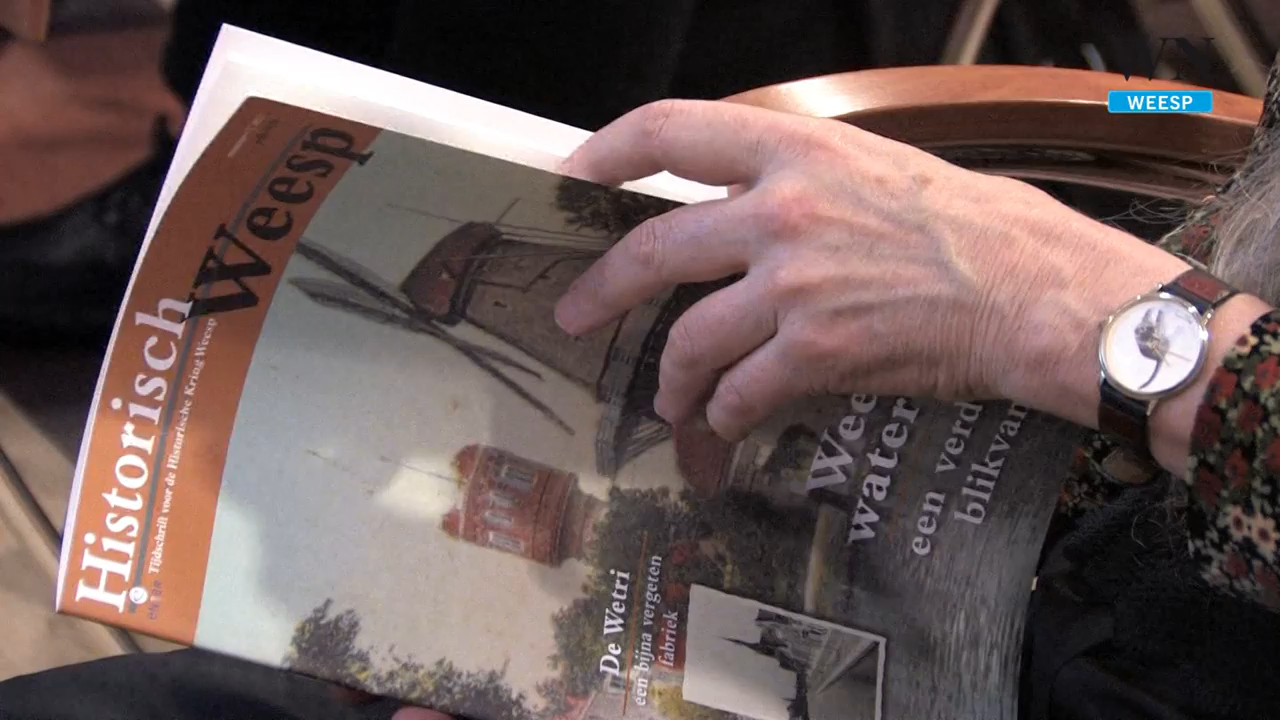 WN
WEESP
Historisch
Weesp
Tijdschrift voor de Historische Kring Weesp
Wee
water
een verd
blikvan
De Wetri
een bijna vergeten
fabriek